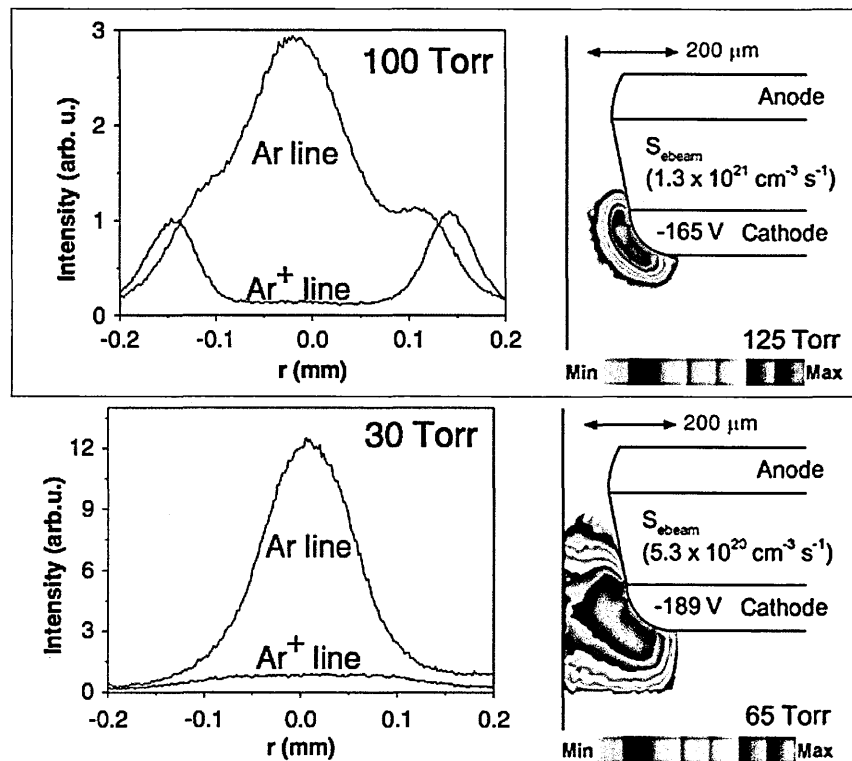 3
2
1
0
Intensity (arb. u.)
100 Torr
Ar line
Ar⁺ line
-0.2 -0.1 0.0 0.1 0.2
r (mm)
200 μm
Anode
S_ebeam
(1.3 x 10²¹ cm⁻³ s⁻¹)
-165 V Cathode
125 Torr
Min Max
12
9
6
3
0
Intensity (arb.u.)
30 Torr
Ar line
Ar⁺ line
-0.2 -0.1 0.0 0.1 0.2
r (mm)
200 μm
Anode
S_ebeam
(5.3 x 10²⁰ cm⁻³ s⁻¹)
-189 V Cathode
65 Torr
Min Max